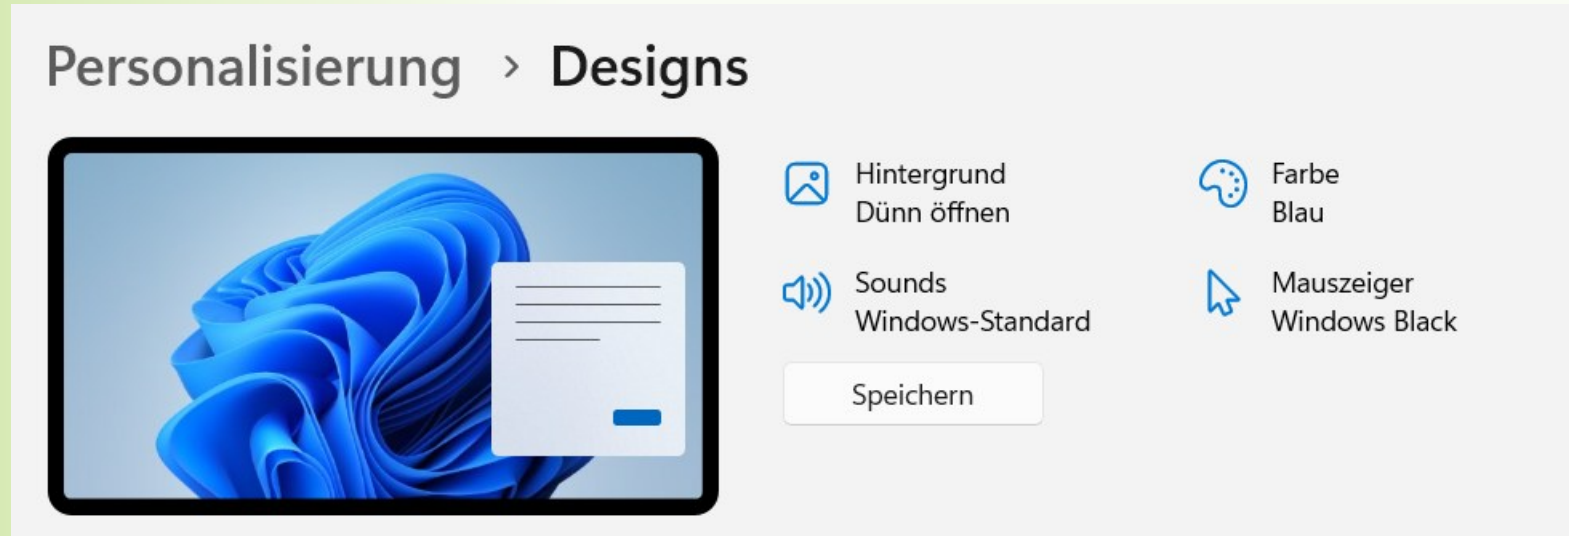 Personalisierung > Designs
Hintergrund
Dünn öffnen
Farbe
Blau
Sounds
Windows-Standard
Mauszeiger
Windows Black
Speichern